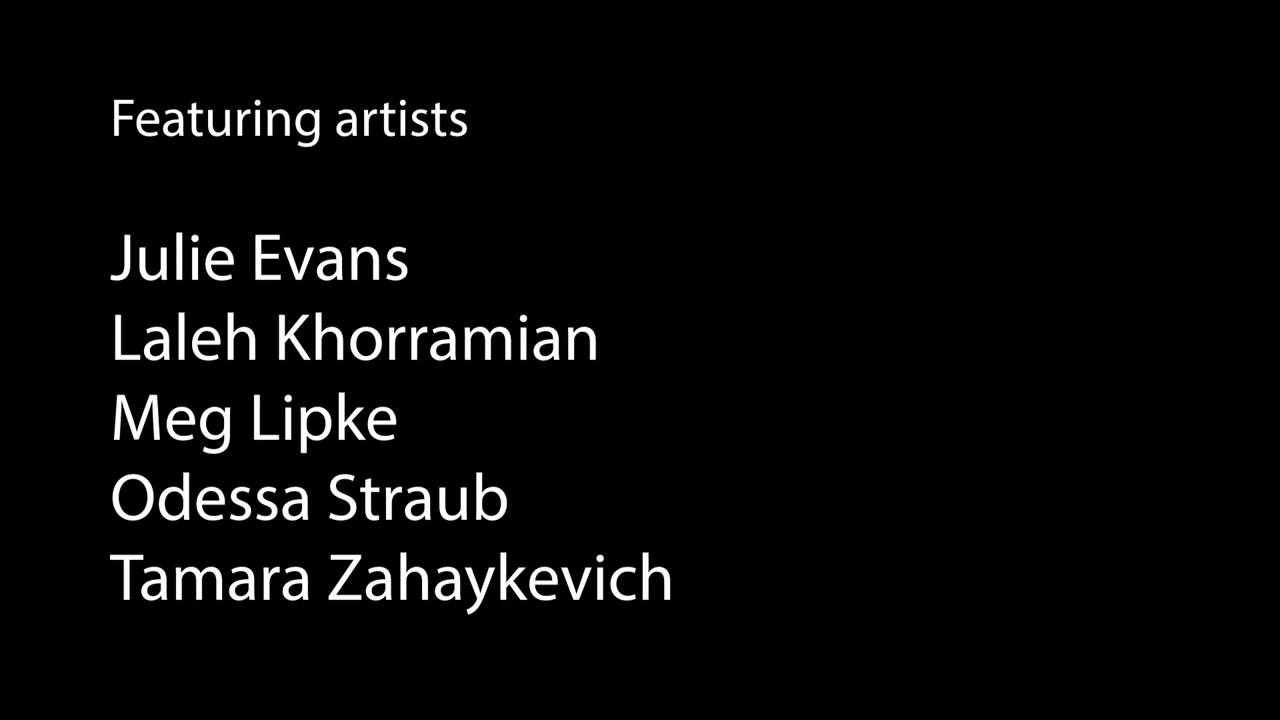 Featuring artists
Julie Evans
Laleh Khorramian
Meg Lipke
Odessa Straub
Tamara Zahaykevich